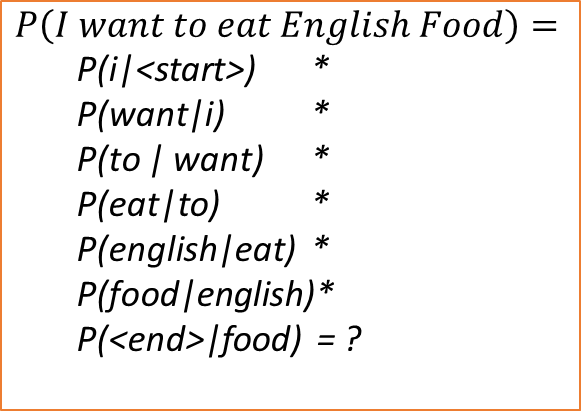 P(I want to eat English Food) =
P(i|<start>) *
P(want|i) *
P(to | want) *
P(eat|to) *
P(english|eat) *
P(food|english)*
P(<end>|food) = ?